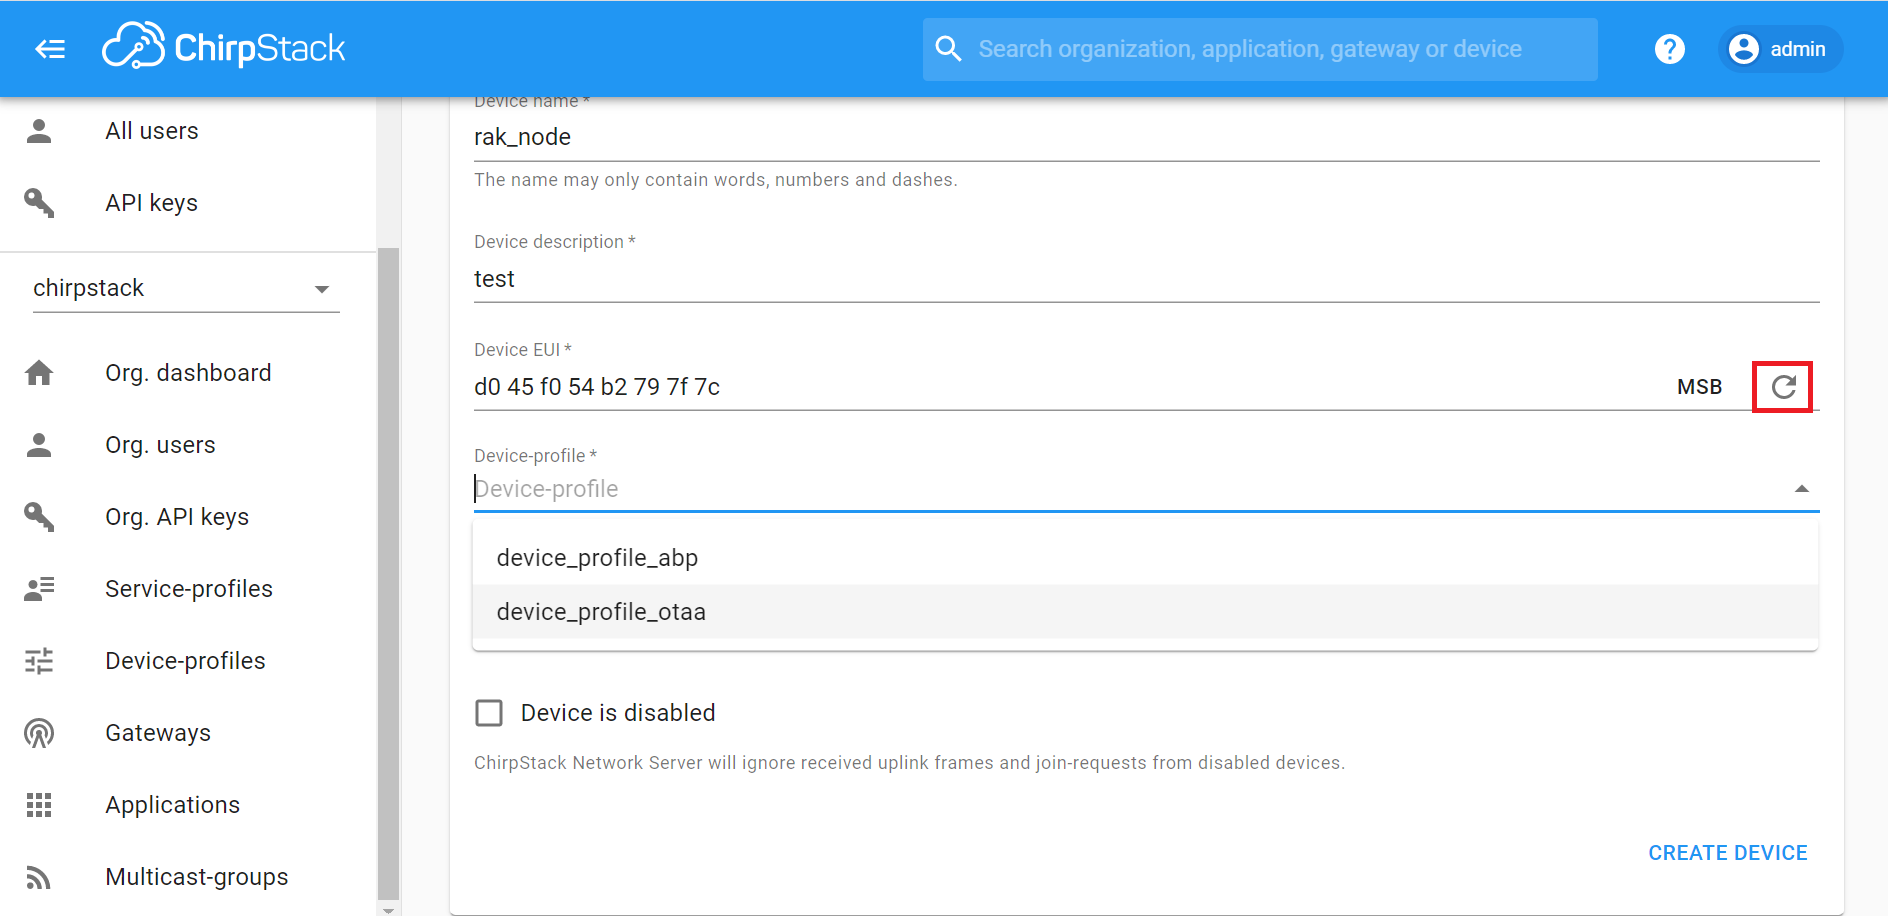 ChirpStack
Search organization, application, gateway or device
?
admin
All users
API keys
chirpstack
Org. dashboard
Org. users
Org. API keys
Service-profiles
Device-profiles
Gateways
Applications
Multicast-groups
Device name *
rak_node
The name may only contain words, numbers and dashes.
Device description *
test
Device EUI *
d0 45 f0 54 b2 79 7f 7c
MSB
Device-profile *
Device-profile
device_profile_abp
device_profile_otaa
Device is disabled
ChirpStack Network Server will ignore received uplink frames and join-requests from disabled devices.
CREATE DEVICE